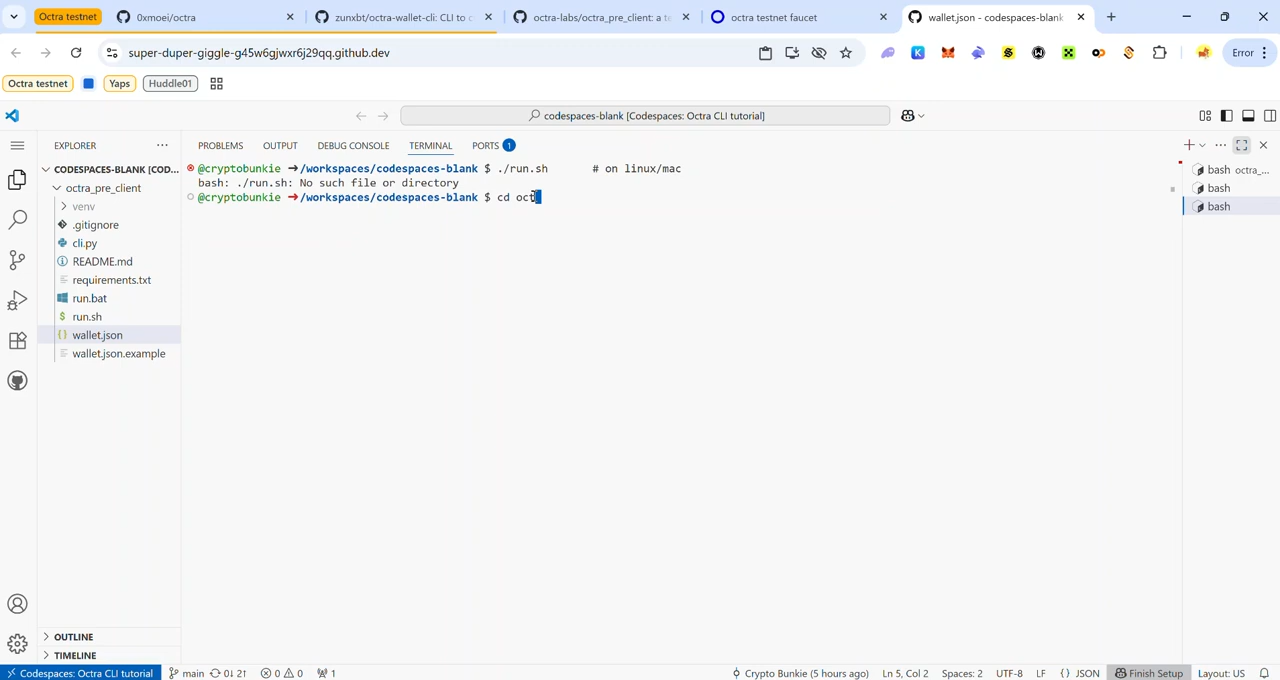 Octra testnet
0xmoei/octra
zunxbt/octra-wallet-cli: CLI to c
octra-labs/octra_pre_client: a te
octra testnet faucet
wallet.json - codespaces-blank
super-duper-giggle-g45w6gjwxr6j29qq.github.dev
Error
Octra testnet
Yaps
Huddle01
codespaces-blank [Codespaces: Octra CLI tutorial]
EXPLORER
PROBLEMS
OUTPUT
DEBUG CONSOLE
TERMINAL
PORTS
1
CODESPACES-BLANK [COD...
octra_pre_client
venv
.gitignore
cli.py
README.md
requirements.txt
run.bat
run.sh
wallet.json
wallet.json.example
OUTLINE
TIMELINE
@cryptobunkie ➜/workspaces/codespaces-blank $ ./run.sh # on linux/mac
bash: ./run.sh: No such file or directory
@cryptobunkie ➜/workspaces/codespaces-blank $ cd oct
bash octra_...
bash
bash
Codespaces: Octra CLI tutorial
main
0↓ 2↑
0
0
1
Crypto Bunkie (5 hours ago)
Ln 5, Col 2
Spaces: 2
UTF-8
LF
{ } JSON
Finish Setup
Layout: US